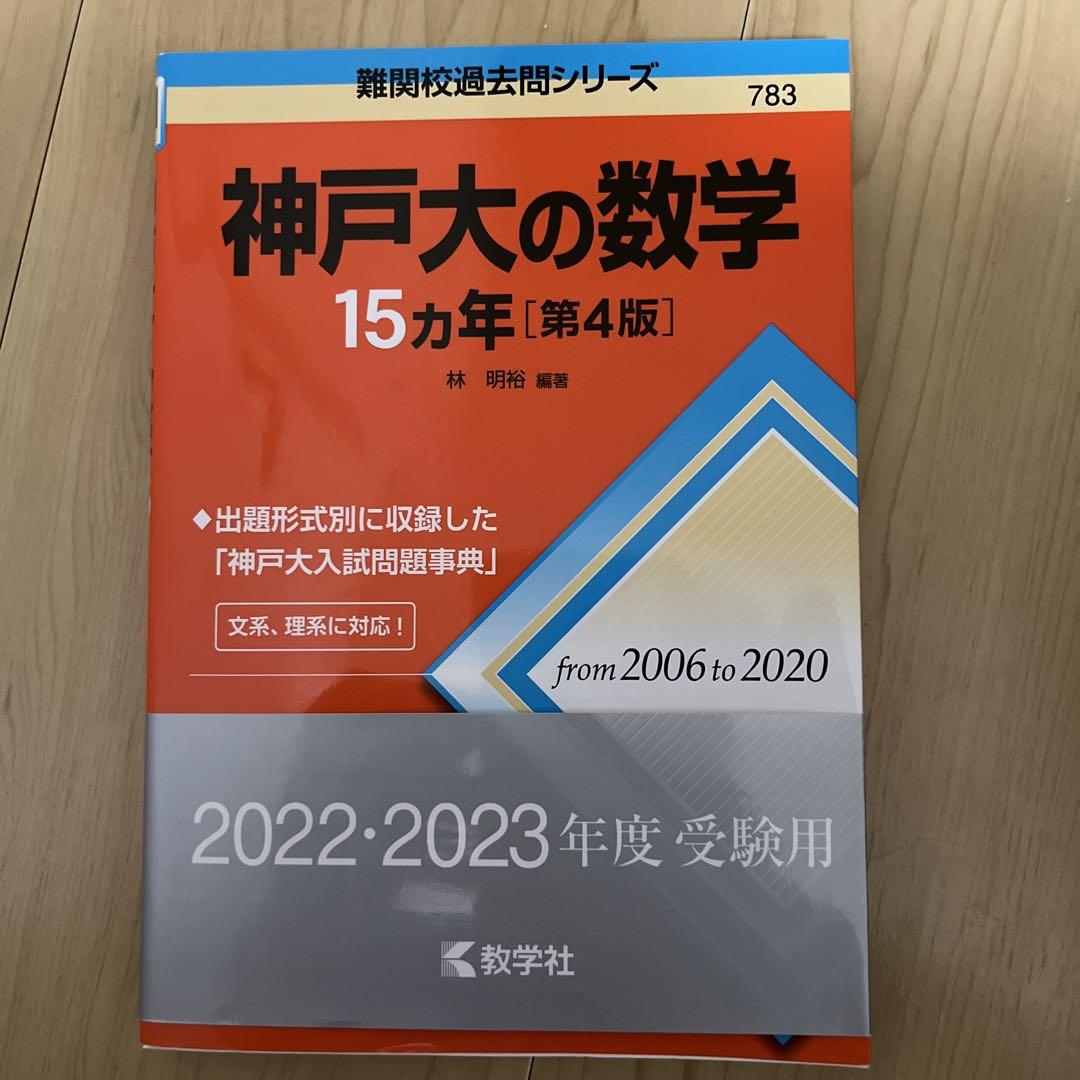 難関校過去問シリーズ
783
神戸大の数学
15ヵ年[第4版]
林 明裕 編著
◆出題形式別に収録した
「神戸大入試問題事典」
文系、理系に対応!
from 2006 to 2020
2022・2023年度 受験用
教学社